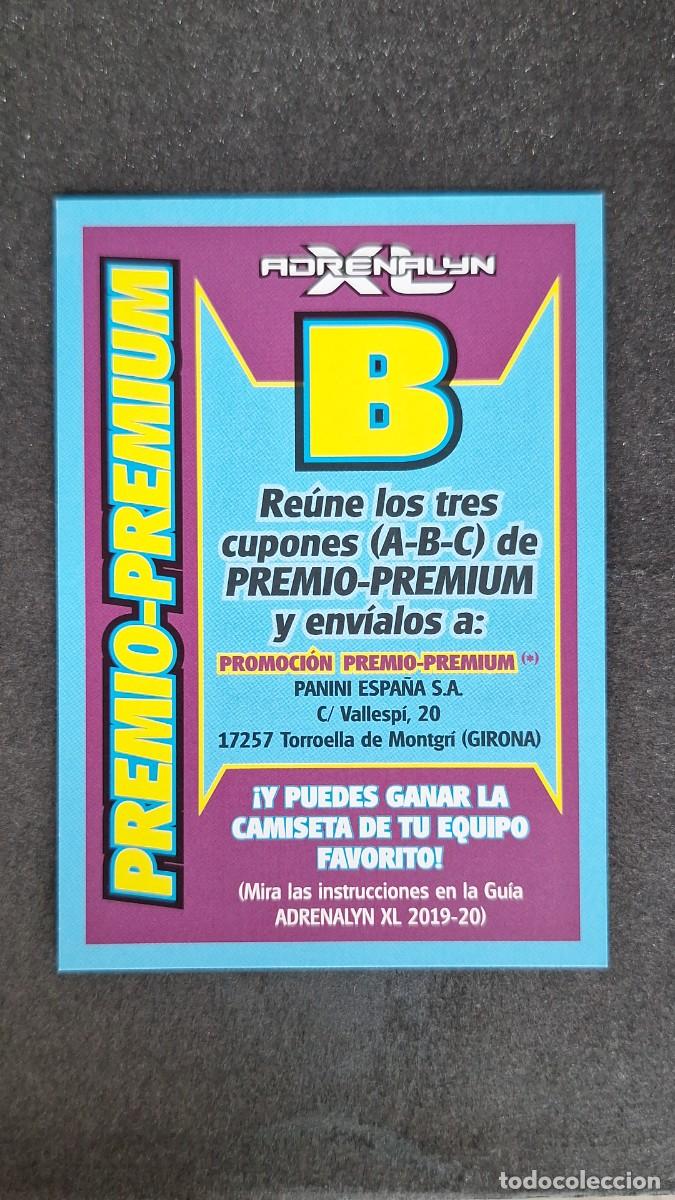 PREMIO-PREMIUM
ADRENALYN
XL
B
Reúne los tres
cupones (A-B-C) de
PREMIO-PREMIUM
y envíalos a:
PROMOCIÓN PREMIO-PREMIUM (*)
PANINI ESPAÑA S.A.
C/ Vallespí, 20
17257 Torroella de Montgrí (GIRONA)
¡Y PUEDES GANAR LA
CAMISETA DE TU EQUIPO
FAVORITO!
(Mira las instrucciones en la Guía
ADRENALYN XL 2019-20)
todocoleccion